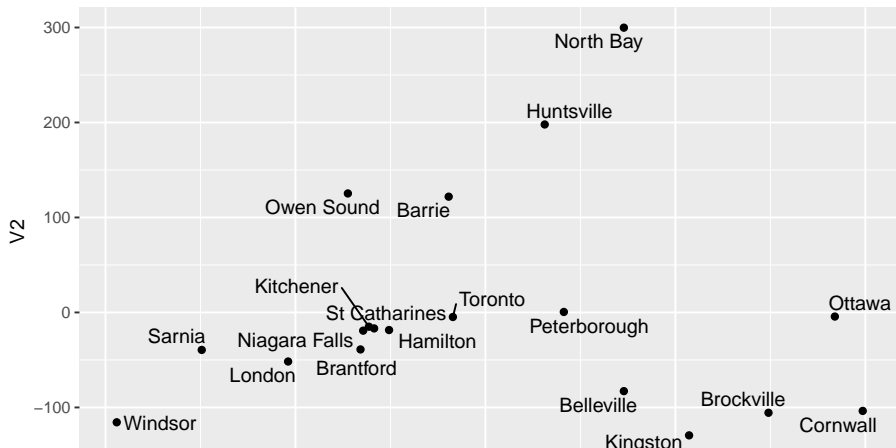 300
North Bay
Huntsville
200
Owen Sound
Barrie
100
V2
Kitchener
St Catharines
Toronto
Ottawa
0
Peterborough
Sarnia
Niagara Falls
Hamilton
London
Brantford
Belleville
Brockville
−100
Windsor
Cornwall
Kingston